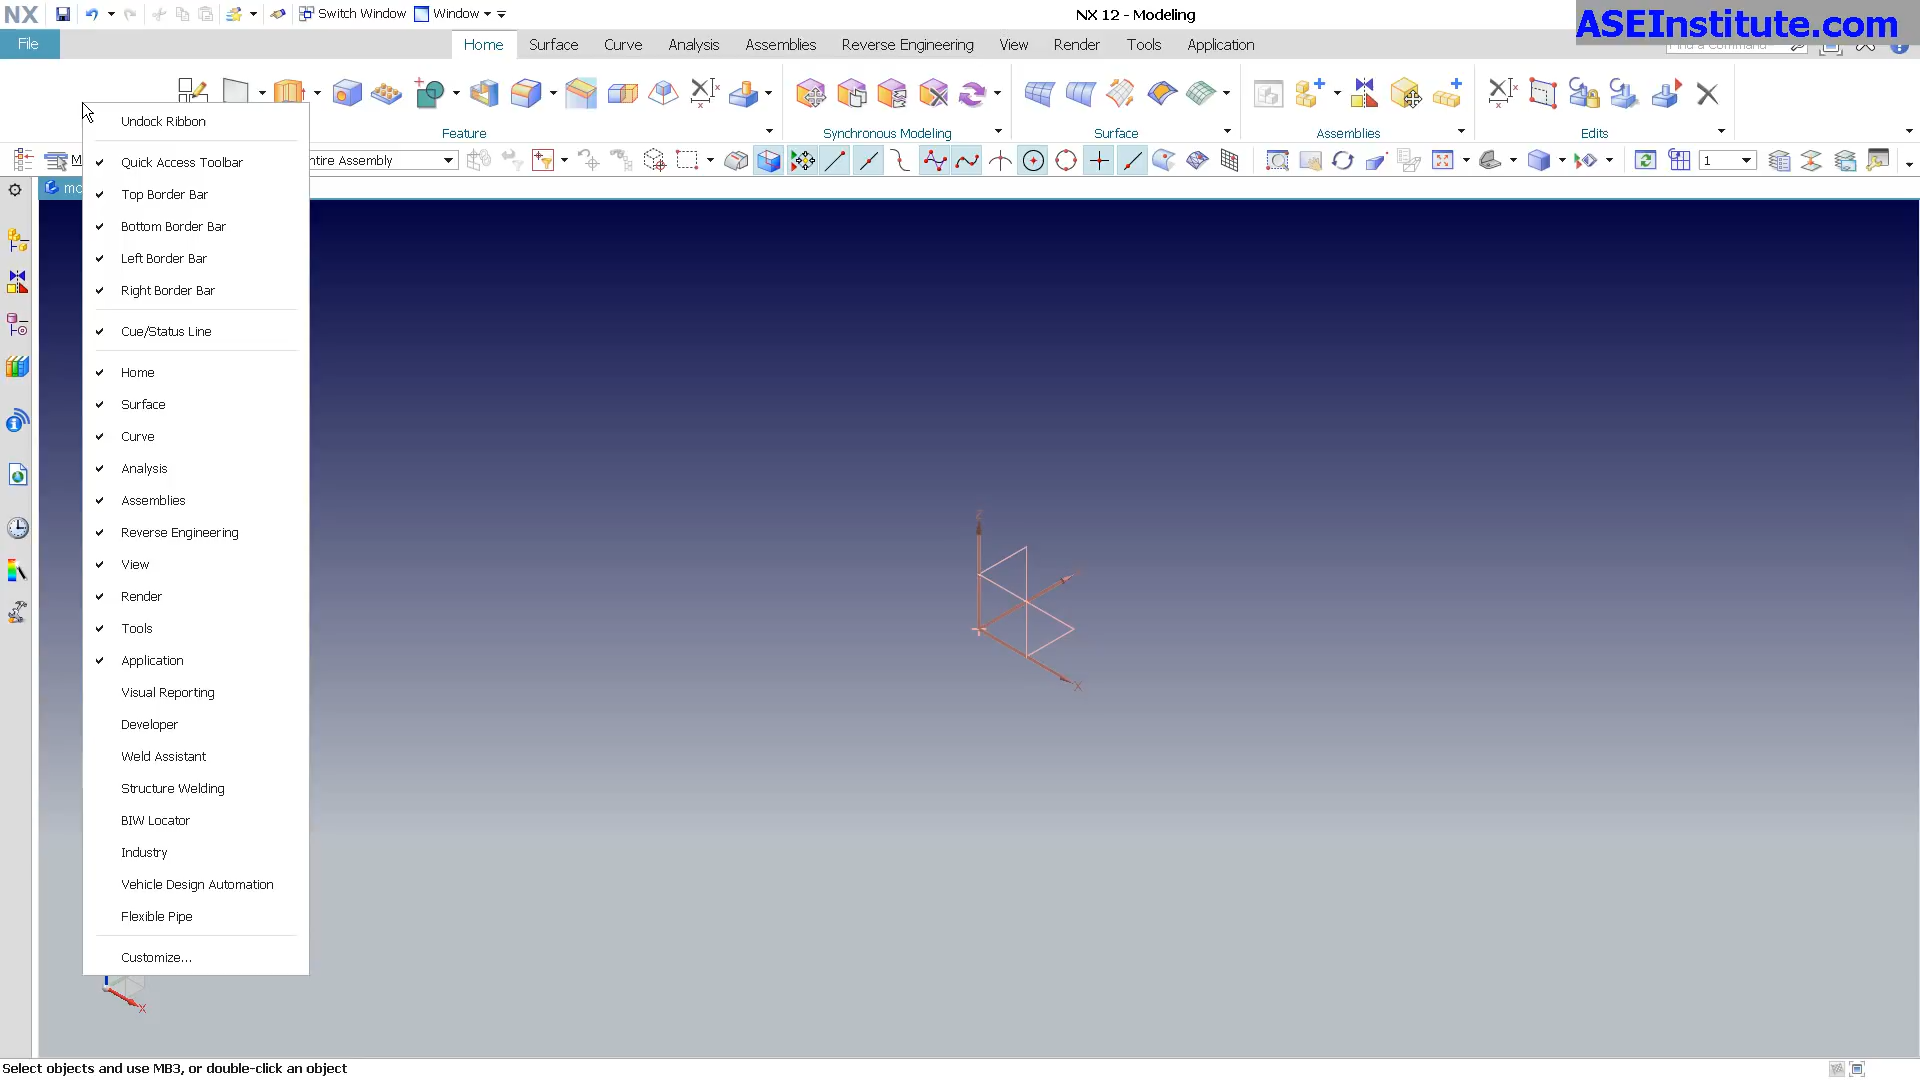 NX
Switch Window
Window
NX 12 - Modeling
ASEInstitute.com
File
Home
Surface
Curve
Analysis
Assemblies
Reverse Engineering
View
Render
Tools
Application
Find a Command
Feature
Synchronous Modeling
Surface
Assemblies
Edits
M
ntire Assembly
1
mo
Undock Ribbon
Quick Access Toolbar
Top Border Bar
Bottom Border Bar
Left Border Bar
Right Border Bar
Cue/Status Line
Home
Surface
Curve
Analysis
Assemblies
Reverse Engineering
View
Render
Tools
Application
Visual Reporting
Developer
Weld Assistant
Structure Welding
BIW Locator
Industry
Vehicle Design Automation
Flexible Pipe
Customize...
Z
X
X
Select objects and use MB3, or double-click an object